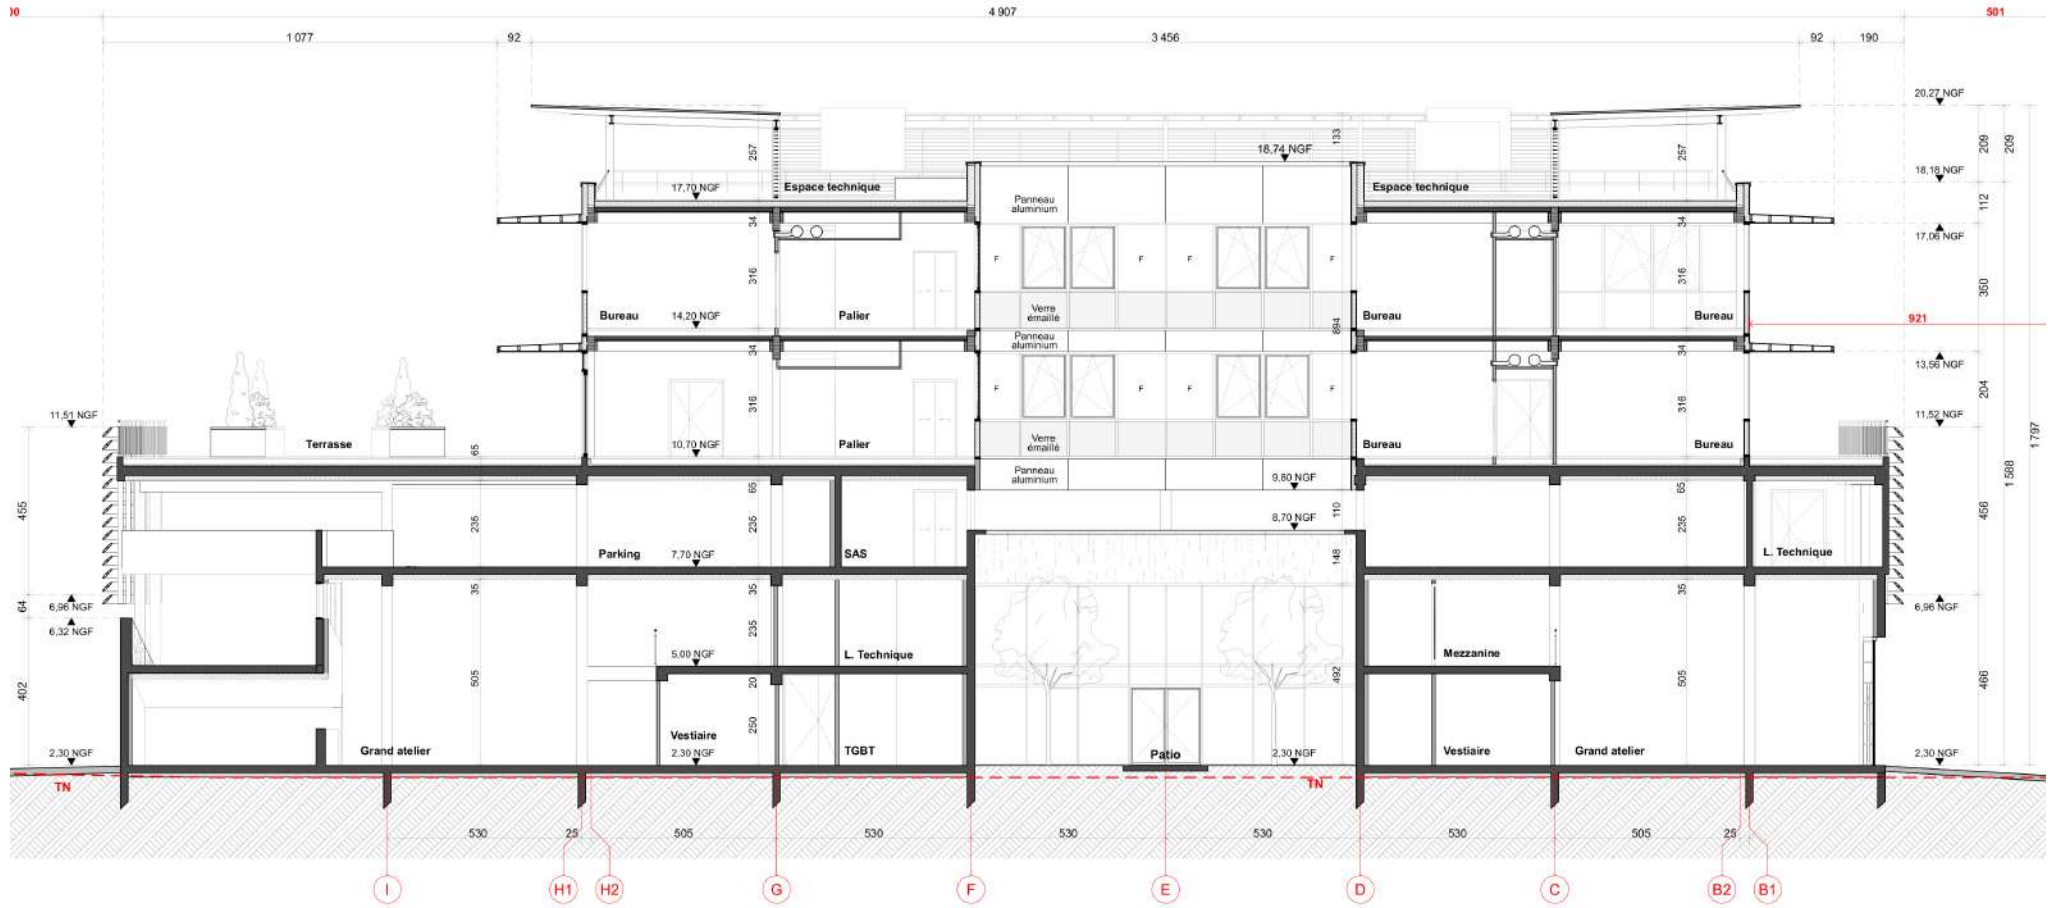 00
4 907
501
1 077
92
3 456
92
190
20,27 NGF
133
257
18,74 NGF
257
209
209
17,70 NGF
Espace technique
Espace technique
18,18 NGF
Panneau
aluminium
34
34
112
17,06 NGF
F
F
F
F
316
316
350
Verre
émaillé
Bureau
14,20 NGF
Palier
Bureau
Bureau
921
894
Panneau
aluminium
34
34
13,56 NGF
F
F
F
F
204
11,51 NGF
316
316
11,52 NGF
1 797
Terrasse
10,70 NGF
Palier
Verre
émaillé
Bureau
Bureau
65
1 588
Panneau
aluminium
9,80 NGF
65
65
455
110
456
8,70 NGF
235
235
235
Parking
7,70 NGF
SAS
L. Technique
148
35
35
35
64
6,96 NGF
6,96 NGF
6,32 NGF
235
5,00 NGF
L. Technique
Mezzanine
402
505
20
492
505
466
250
Vestiaire
2,30 NGF
Grand atelier
2,30 NGF
TGBT
Patio
2,30 NGF
Vestiaire
Grand atelier
2,30 NGF
TN
TN
530
25
505
530
530
530
530
505
25
I
H1
H2
G
F
E
D
C
B2
B1